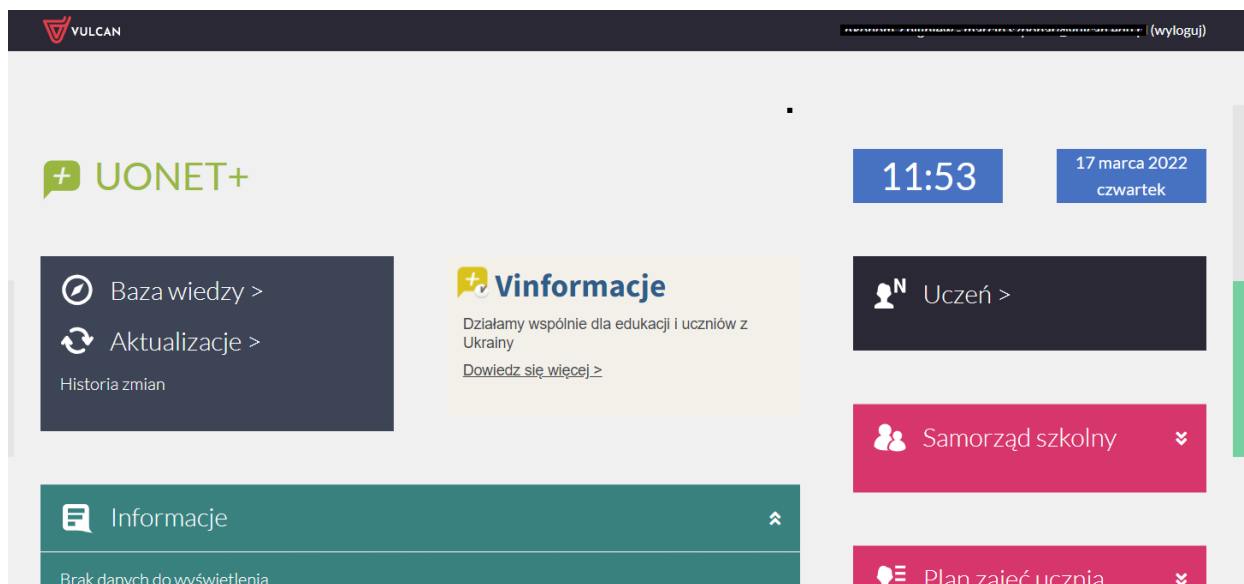 VULCAN
(wyloguj)
UONET+
11:53
17 marca 2022
czwartek
Baza wiedzy >
Aktualizacje >
Historia zmian
Vinformacje
Działamy wspólnie dla edukacji i uczniów z
Ukrainy
Dowiedz się więcej >
Uczeń >
Samorząd szkolny
Informacje
Brak danych do wyświetlenia
Plan zajęć ucznia